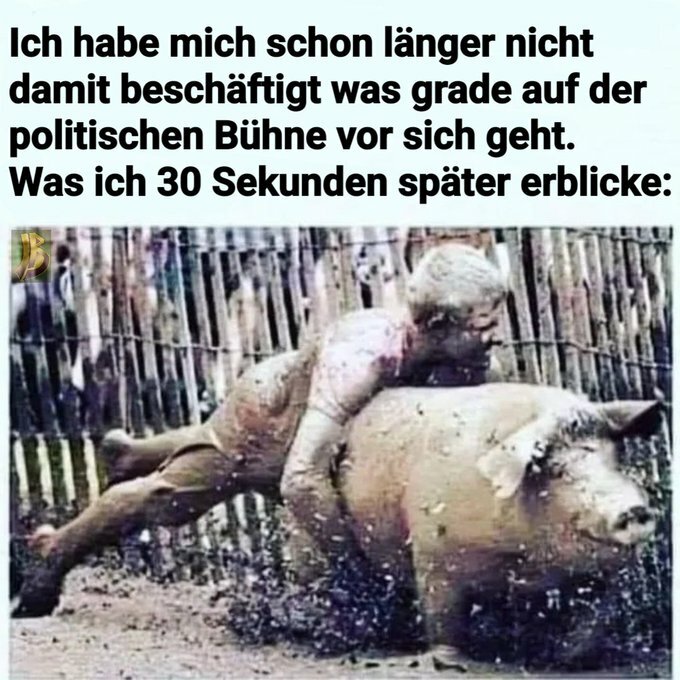 Ich habe mich schon länger nicht
damit beschäftigt was grade auf der
politischen Bühne vor sich geht.
Was ich 30 Sekunden später erblicke:
B